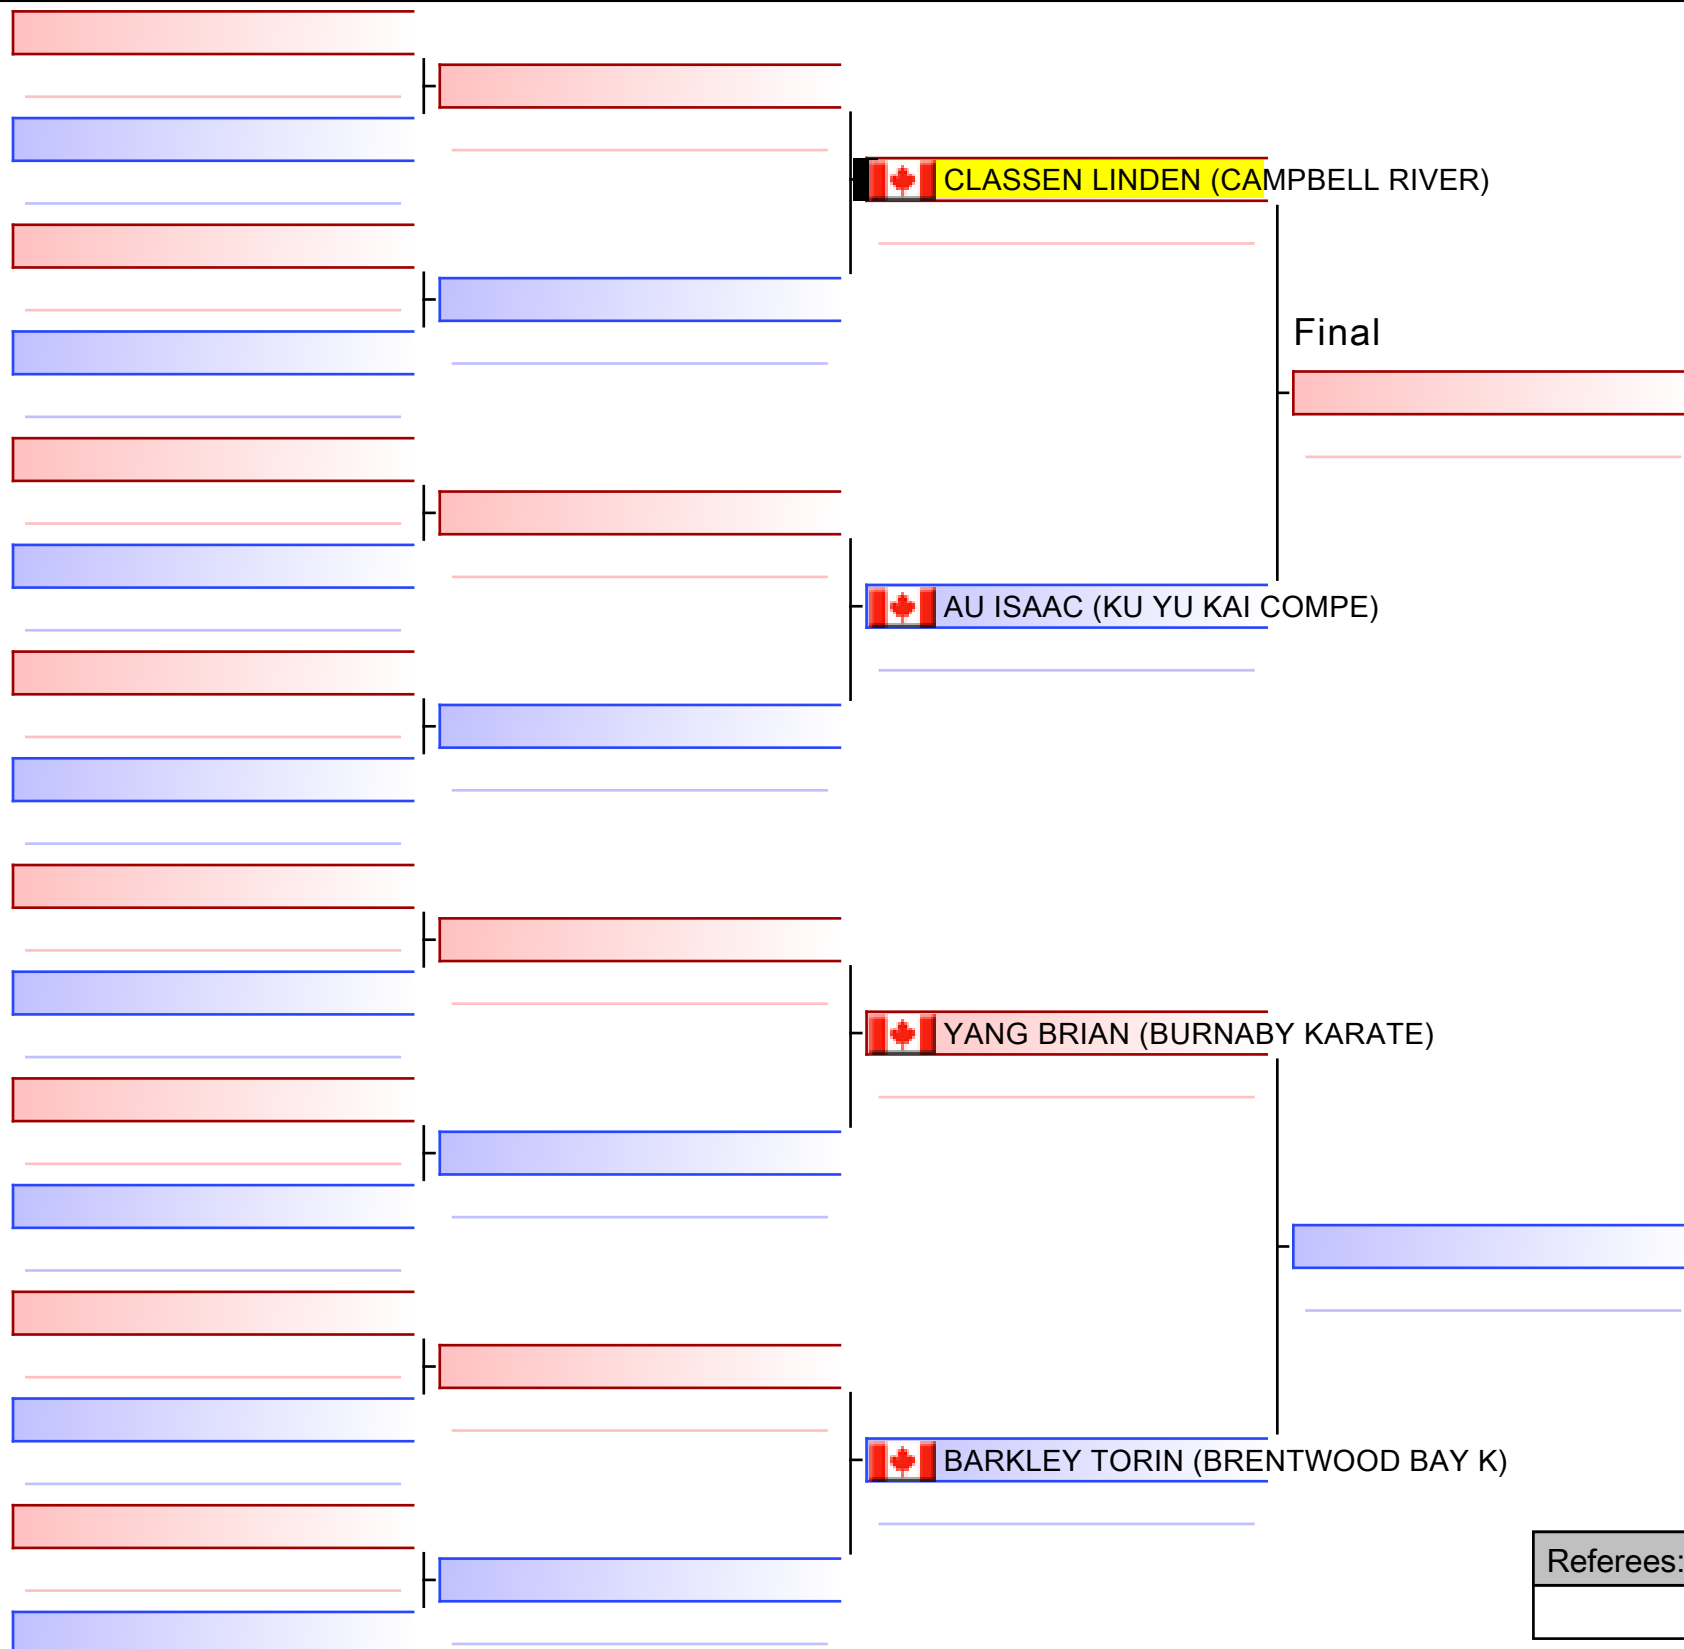 CLASSEN LINDEN (CAMPBELL RIVER)
Final
AU ISAAC (KU YU KAI COMPE)
YANG BRIAN (BURNABY KARATE)
BARKLEY TORIN (BRENTWOOD BAY K)
Referees: